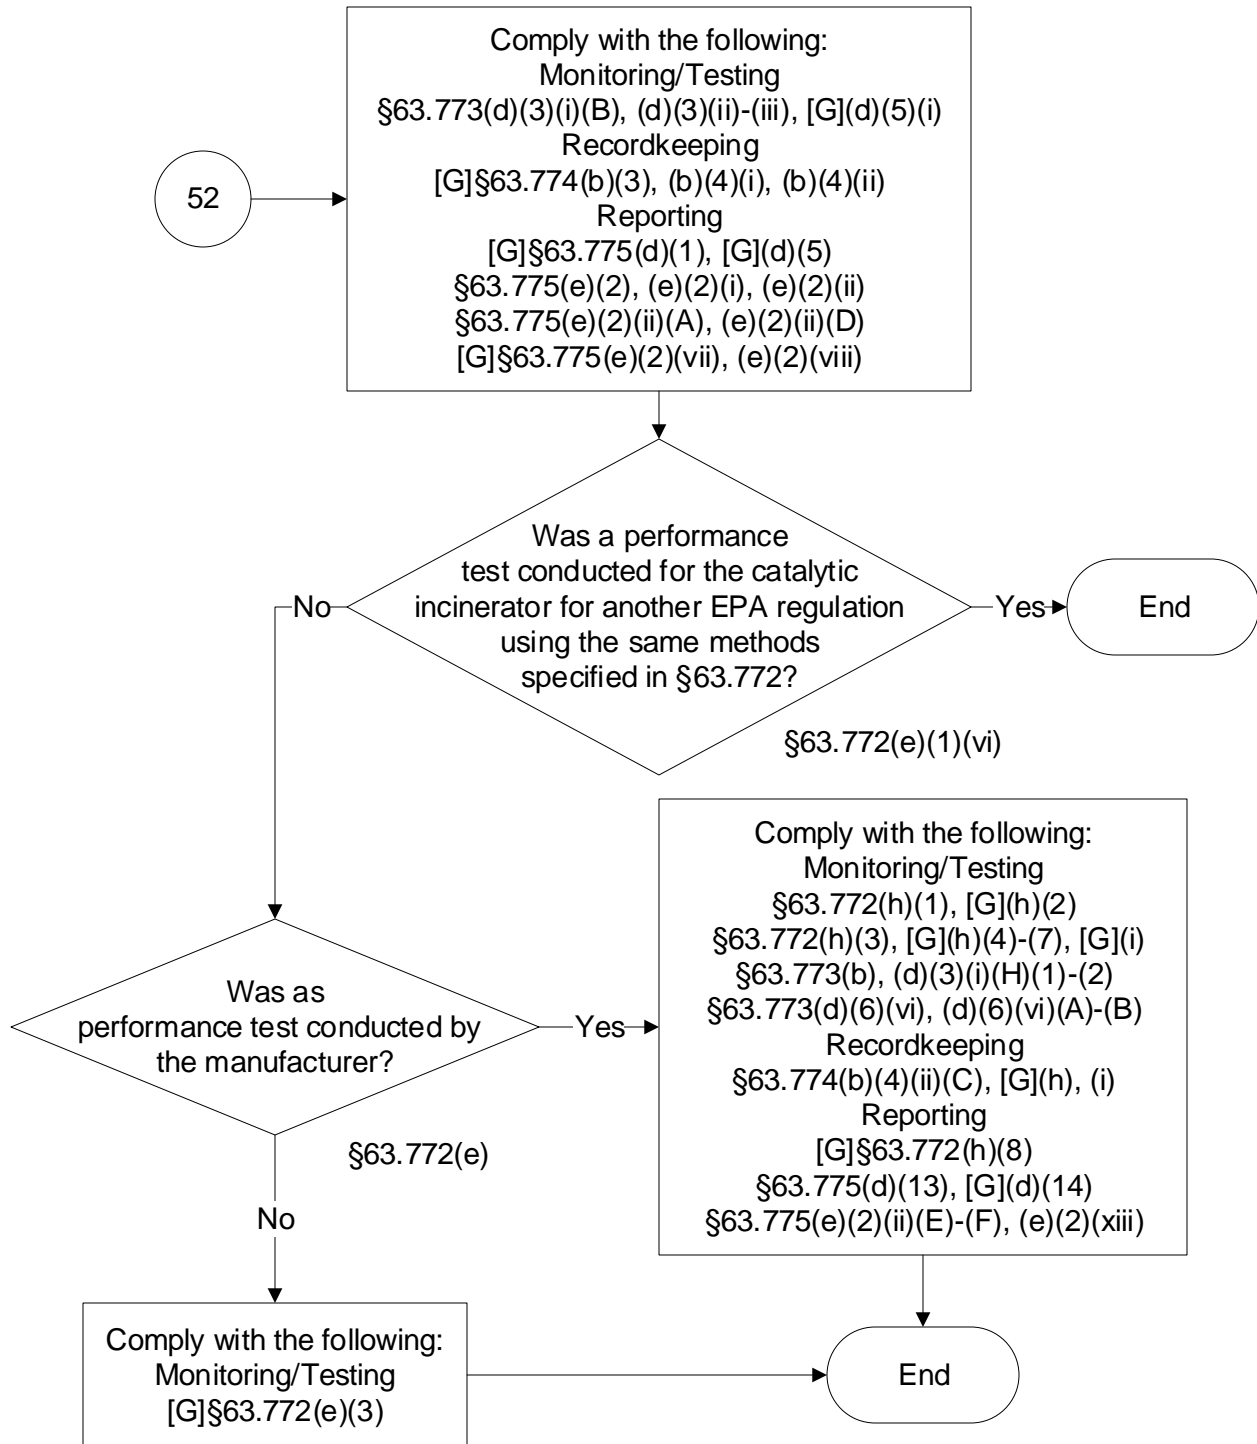 Comply with the following:
Monitoring/Testing
§63.773(d)(3)(i)(B), (d)(3)(ii)-(iii), [G](d)(5)(i)
Recordkeeping
[G]§63.774(b)(3), (b)(4)(i), (b)(4)(ii)
Reporting
[G]§63.775(d)(1), [G](d)(5)
§63.775(e)(2), (e)(2)(i), (e)(2)(ii)
§63.775(e)(2)(ii)(A), (e)(2)(ii)(D)
[G]§63.775(e)(2)(vii), (e)(2)(viii)
52
Was a performance
test conducted for the catalytic
incinerator for another EPA regulation
using the same methods
specified in §63.772?
No
Yes
End
§63.772(e)(1)(vi)
Was as
performance test conducted by
the manufacturer?
Yes
§63.772(e)
No
Comply with the following:
Monitoring/Testing
§63.772(h)(1), [G](h)(2)
§63.772(h)(3), [G](h)(4)-(7), [G](i)
§63.773(b), (d)(3)(i)(H)(1)-(2)
§63.773(d)(6)(vi), (d)(6)(vi)(A)-(B)
Recordkeeping
§63.774(b)(4)(ii)(C), [G](h), (i)
Reporting
[G]§63.772(h)(8)
§63.775(d)(13), [G](d)(14)
§63.775(e)(2)(ii)(E)-(F), (e)(2)(xiii)
Comply with the following:
Monitoring/Testing
[G]§63.772(e)(3)
End